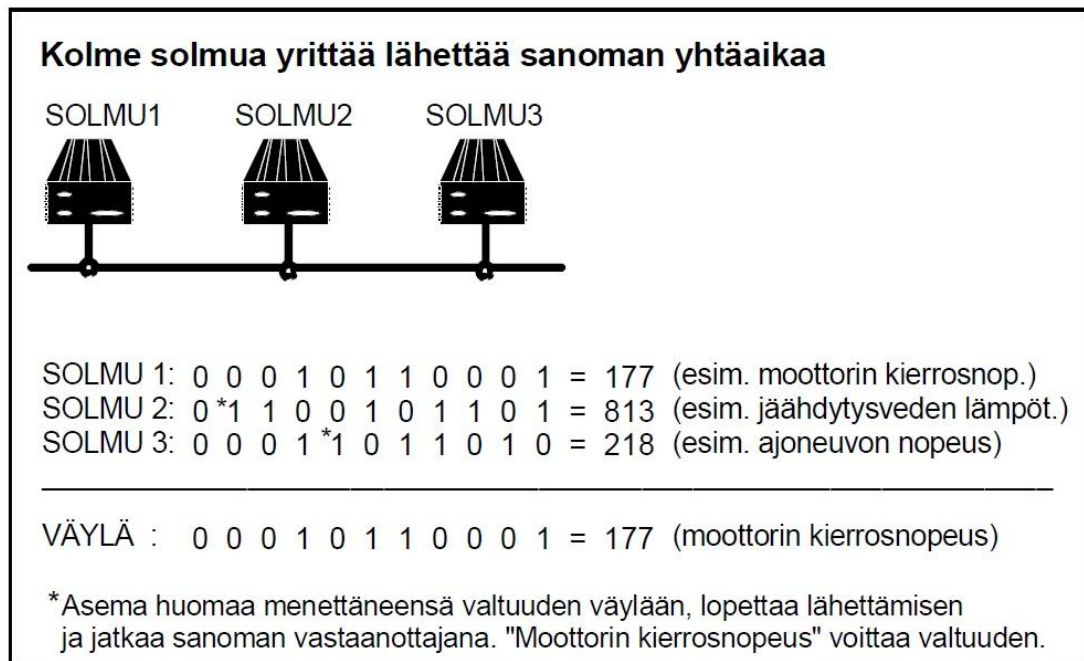 Kolme solmua yrittää lähettää sanoman yhtäaikaa
SOLMU1 SOLMU2 SOLMU3
SOLMU 1: 0 0 0 1 0 1 1 0 0 0 1 = 177 (esim. moottorin kierrosnop.)
SOLMU 2: 0 *1 1 0 0 1 0 1 1 0 1 = 813 (esim. jäähdytysveden lämpöt.)
SOLMU 3: 0 0 0 1 *1 0 1 1 0 1 0 = 218 (esim. ajoneuvon nopeus)
VÄYLÄ : 0 0 0 1 0 1 1 0 0 0 1 = 177 (moottorin kierrosnopeus)
*Asema huomaa menettäneensä valtuuden väylään, lopettaa lähettämisen
ja jatkaa sanoman vastaanottajana. "Moottorin kierrosnopeus" voittaa valtuuden.